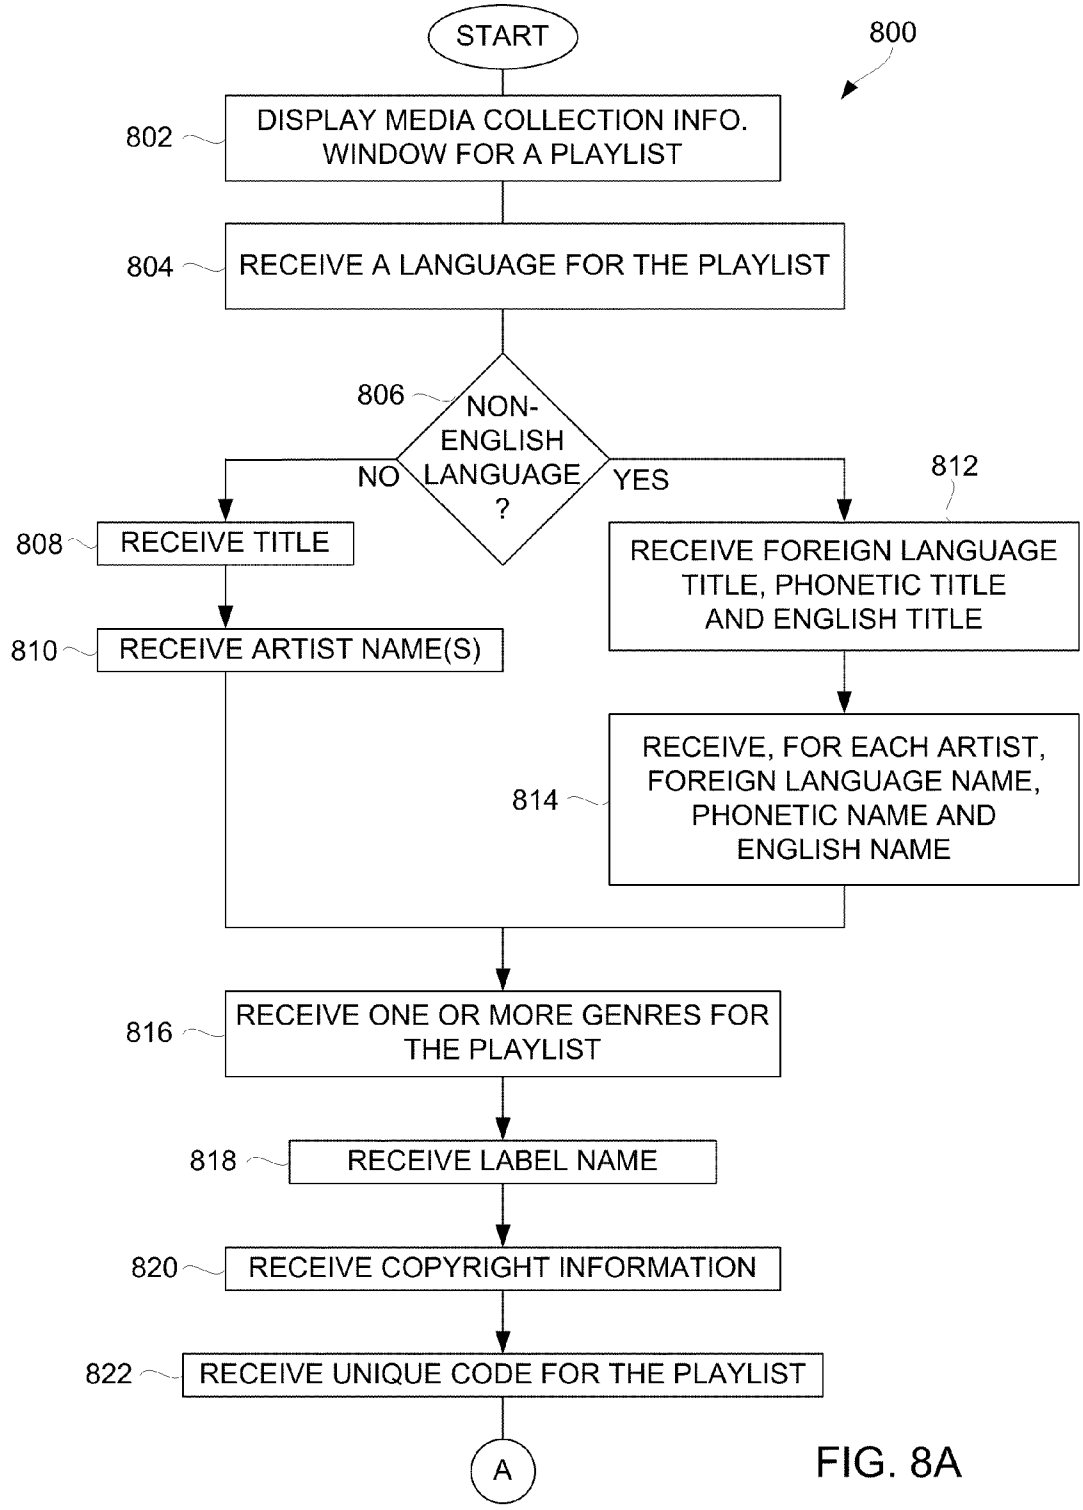 START
800
802
DISPLAY MEDIA COLLECTION INFO.
WINDOW FOR A PLAYLIST
804
RECEIVE A LANGUAGE FOR THE PLAYLIST
806
NON-
ENGLISH
LANGUAGE
?
NO
YES
808
RECEIVE TITLE
810
RECEIVE ARTIST NAME(S)
812
RECEIVE FOREIGN LANGUAGE
TITLE, PHONETIC TITLE
AND ENGLISH TITLE
814
RECEIVE, FOR EACH ARTIST,
FOREIGN LANGUAGE NAME,
PHONETIC NAME AND
ENGLISH NAME
816
RECEIVE ONE OR MORE GENRES FOR
THE PLAYLIST
818
RECEIVE LABEL NAME
820
RECEIVE COPYRIGHT INFORMATION
822
RECEIVE UNIQUE CODE FOR THE PLAYLIST
A
FIG. 8A